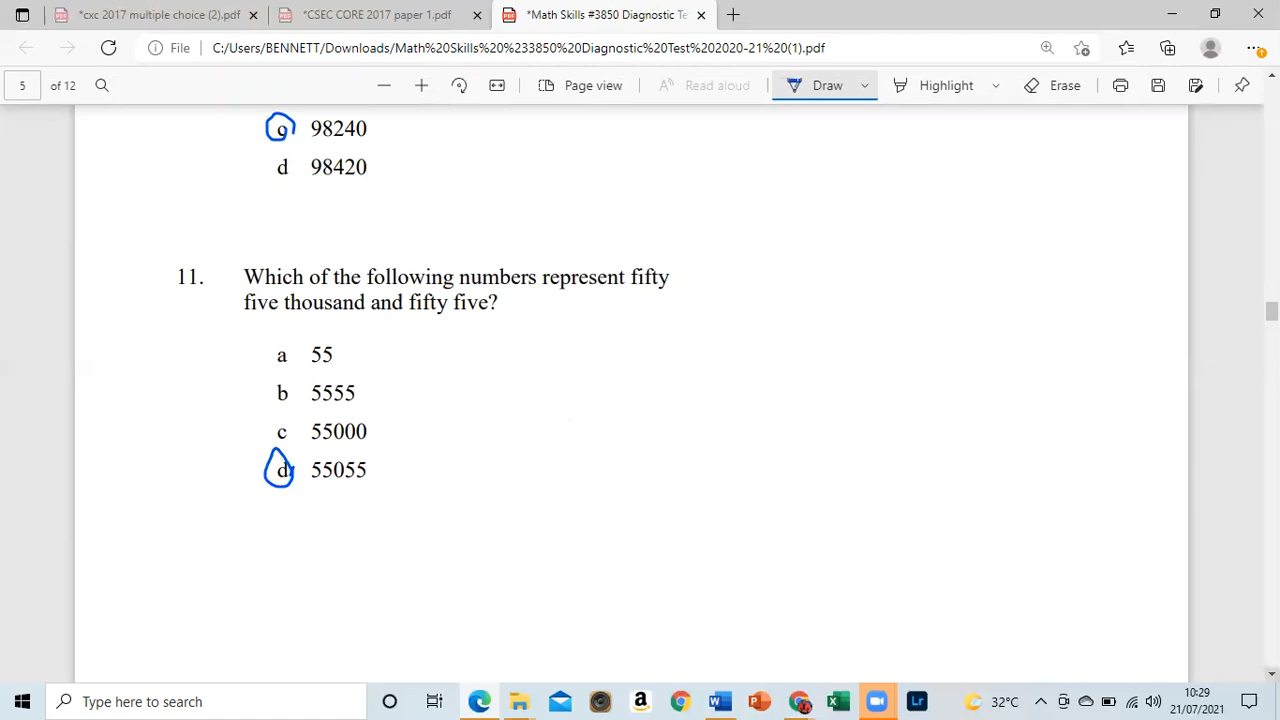 *cxc 2017 multiple choice (2).pdf
*CSEC CORE 2017 paper 1.pdf
*Math Skills #3850 Diagnostic Te
File
C:/Users/BENNETT/Downloads/Math%20Skills%20%233850%20Diagnostic%20Test%202020-21%20(1).pdf
5 of 12
Page view
Read aloud
Draw
Highlight
Erase
c 98240
d 98420
11. Which of the following numbers represent fifty
five thousand and fifty five?
a 55
b 5555
c 55000
d 55055
Type here to search
32°C
10:29
21/07/2021